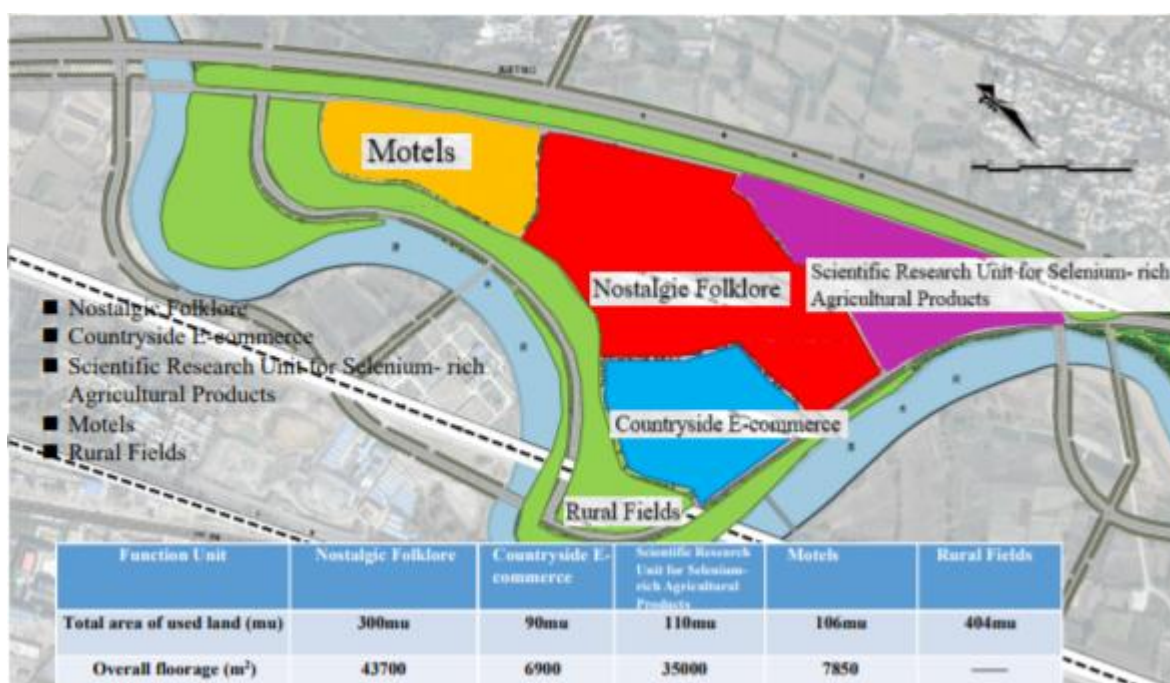 Motels
Nostalgie Folklore
Scientific Research Unit for Selenium- rich
Agricultural Products
■ Nostalgic Folklore
■ Countryside E-commerce
■ Scientific Research Unit for Selenium- rich
Agricultural Products
■ Motels
■ Rural Fields
Countryside E-commerce
Rural Fields
Function Unit Nostalgic Folklore Countryside E-commerce Scientific Research Unit for Selenium-rich Agricultural Products Motels Rural Fields
Total area of used land (mu) 300mu 90mu 110mu 106mu 404mu
Overall floorage (m²) 43700 6900 35000 7850 ——